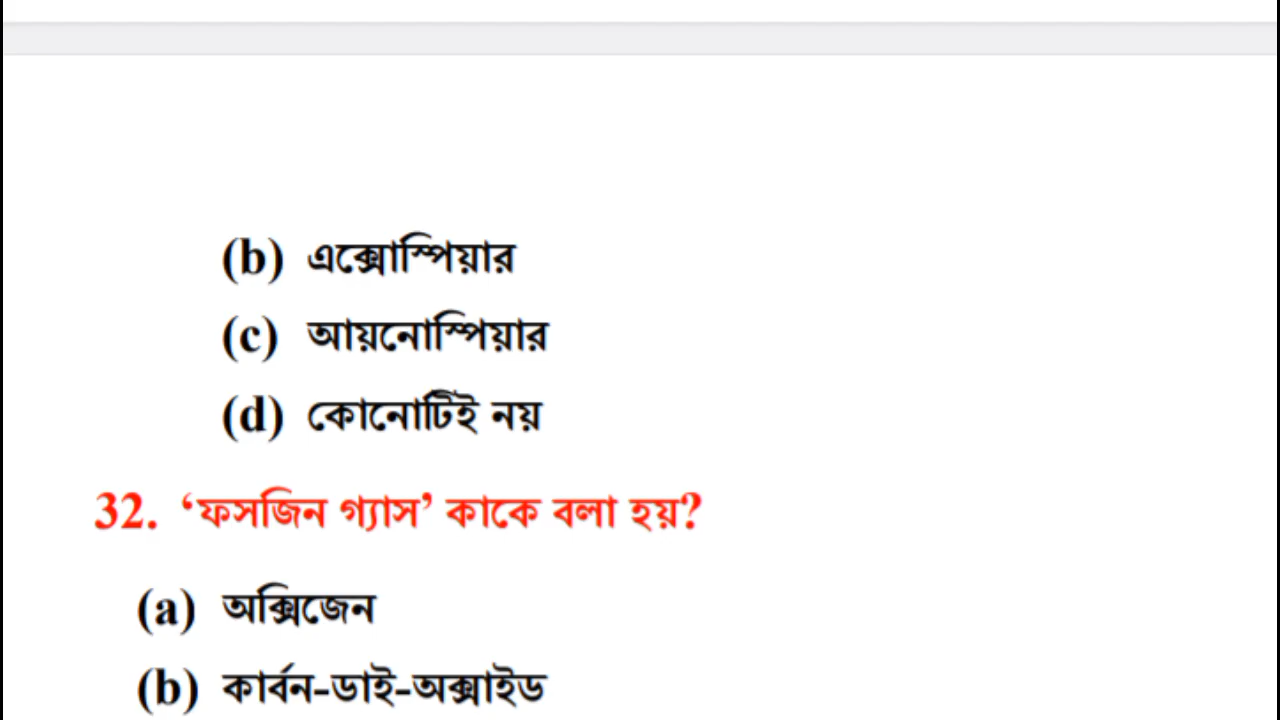 (b) এক্সোস্পিয়ার
(c) আয়নোস্পিয়ার
(d) কোনোটিই নয়
32. ‘ফসজিন গ্যাস’ কাকে বলা হয়?
(a) অক্সিজেন
(b) কার্বন-ডাই-অক্সাইড